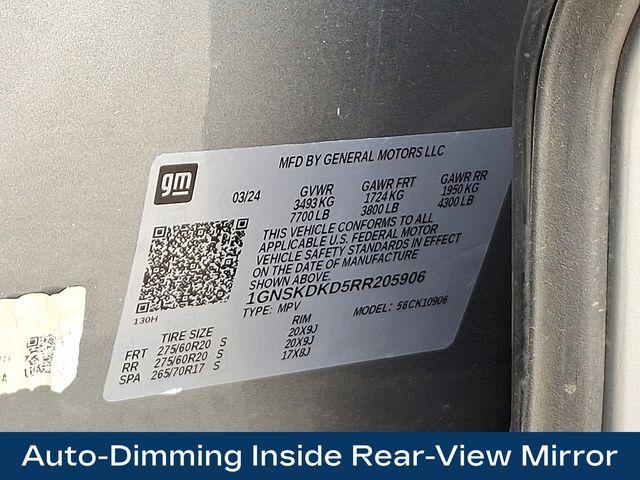 MFD BY GENERAL MOTORS LLC
gm
03/24 GVWR GAWR FRT GAWR RR
3493 KG 1724 KG 1950 KG
7700 LB 3800 LB 4300 LB
THIS VEHICLE CONFORMS TO ALL
APPLICABLE U.S. FEDERAL MOTOR
VEHICLE SAFETY STANDARDS IN EFFECT
ON THE DATE OF MANUFACTURE
SHOWN ABOVE.
1GNSKDKD5RR205906
TYPE: MPV MODEL: 56CK10906
130H
TIRE SIZE RIM
FRT 275/60R20 S 20X9J
RR 275/60R20 S 20X9J
SPA 265/70R17 S 17X8J
Auto-Dimming Inside Rear-View Mirror